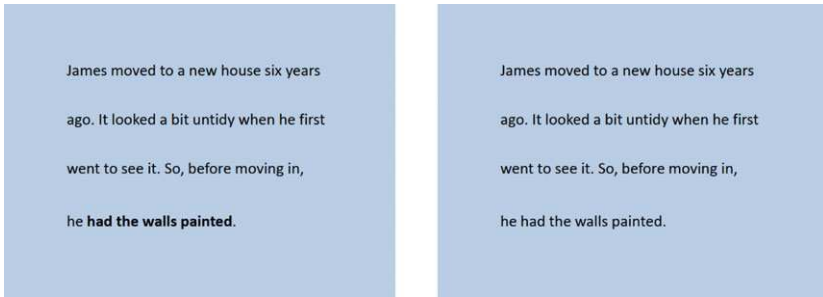 James moved to a new house six years
ago. It looked a bit untidy when he first
went to see it. So, before moving in,
he had the walls painted.
James moved to a new house six years
ago. It looked a bit untidy when he first
went to see it. So, before moving in,
he had the walls painted.